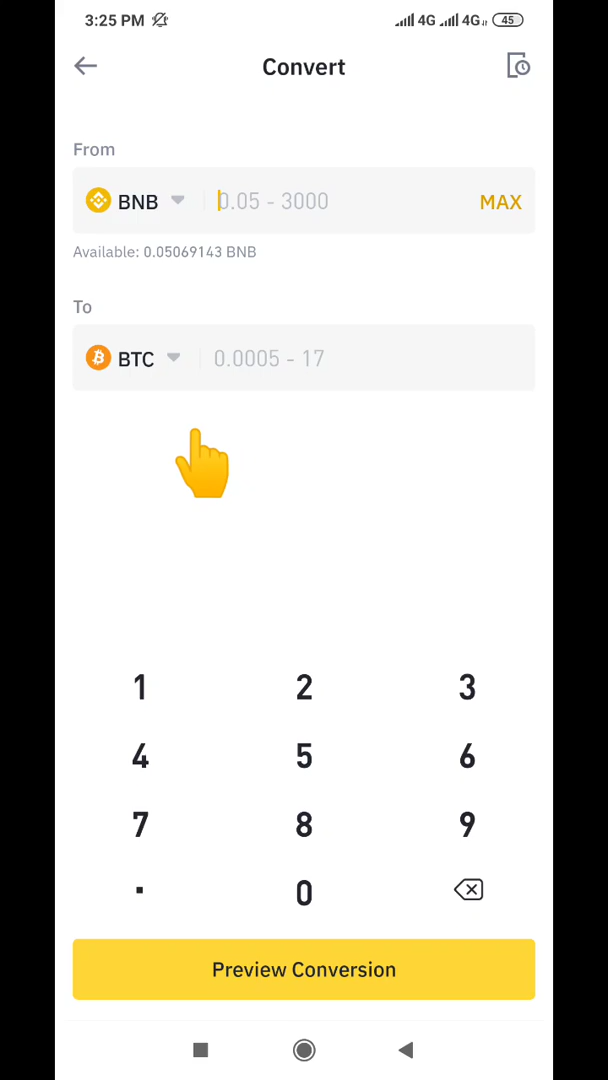 3:25 PM 4G 4G 45
Convert
From
BNB 0.05 - 3000 MAX
Available: 0.05069143 BNB
To
BTC 0.0005 - 17
1 2 3
4 5 6
7 8 9
. 0
Preview Conversion